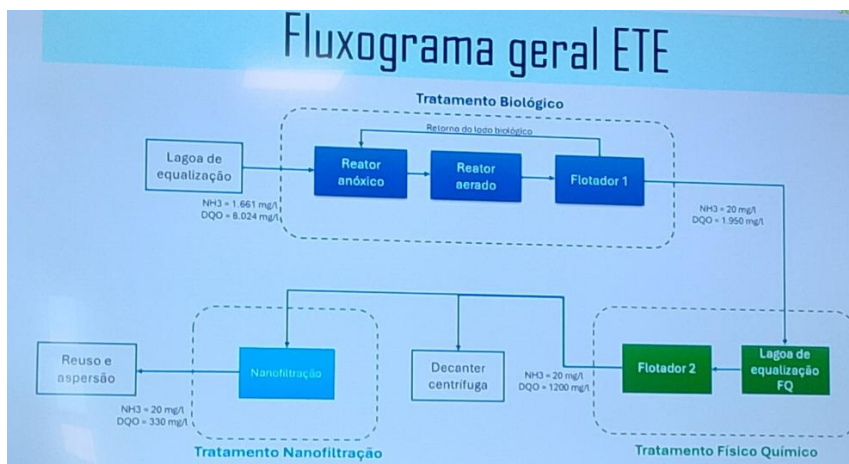 Fluxograma geral ETE
Tratamento Biológico
Retorno do lodo biológico
Lagoa de
equalização
Reator
anóxico
Reator
aerado
Flotador 1
NH3 = 1.661 mg/l
DQO = 8.024 mg/l
NH3 = 20 mg/l
DQO = 1.950 mg/l
Reuso e
aspersão
Nanofiltração
Decanter
centrífuga
Flotador 2
Lagoa de
equalização
FQ
NH3 = 20 mg/l
DQO = 1200 mg/l
NH3 = 20 mg/l
DQO = 330 mg/l
Tratamento Nanofiltração
Tratamento Físico Químico